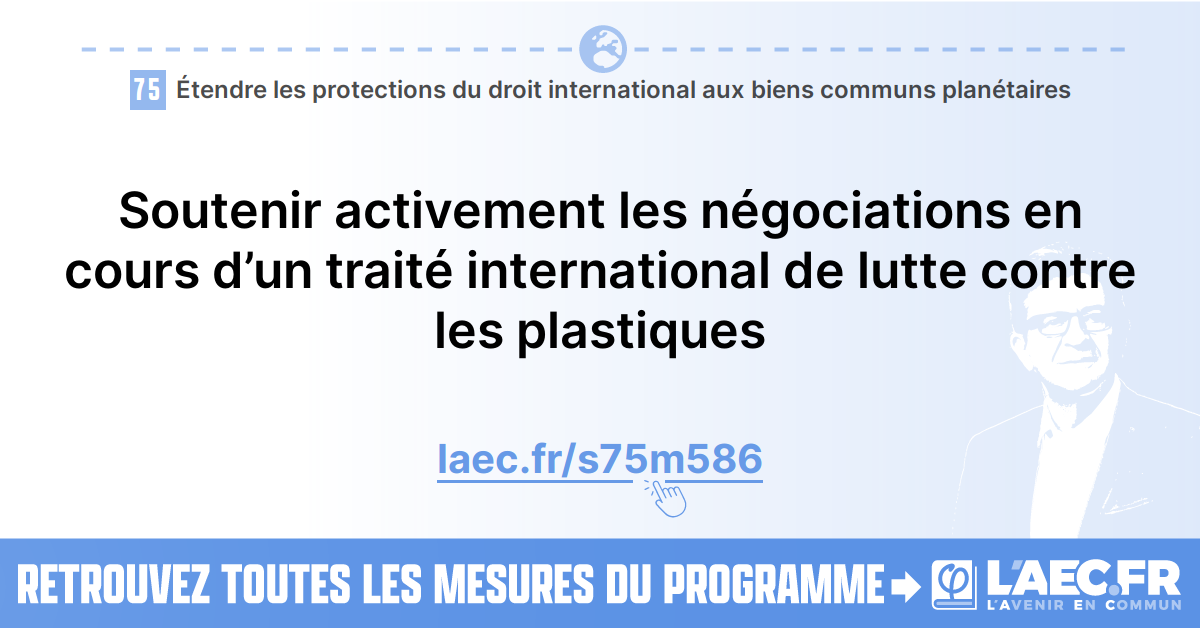 75 Étendre les protections du droit international aux biens communs planétaires
Soutenir activement les négociations en
cours d’un traité international de lutte contre
les plastiques
laec.fr/s75m586
RETROUVEZ TOUTES LES MESURES DU PROGRAMME
φ L'AEC.FR
L'AVENIR EN COMMUN